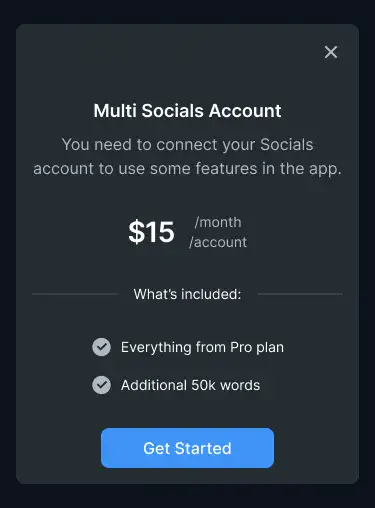 Multi Socials Account
You need to connect your Socials
account to use some features in the app.
$15 /month
/account
What's included:
Everything from Pro plan
Additional 50k words
Get Started